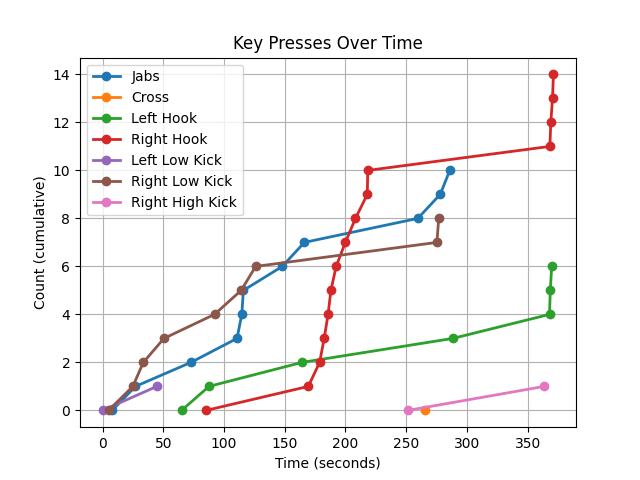 Key Presses Over Time
Jabs
Cross
Left Hook
Right Hook
Left Low Kick
Right Low Kick
Right High Kick
Count (cumulative)
14
12
10
8
6
4
2
0
0 50 100 150 200 250 300 350
Time (seconds)